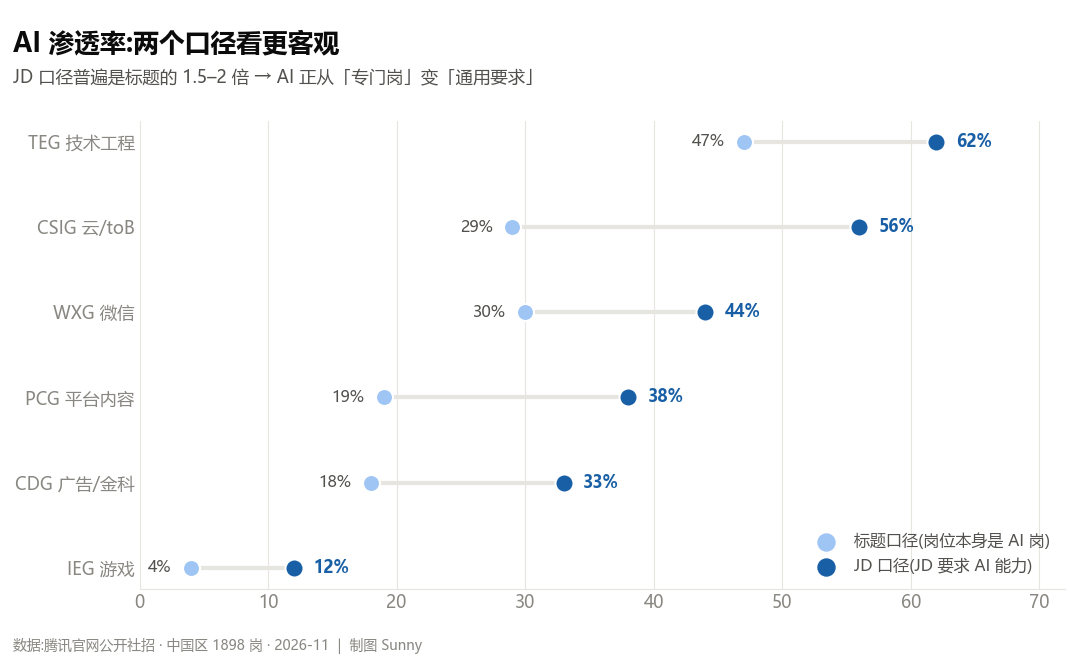 AI 渗透率:两个口径看更客观
JD 口径普遍是标题的 1.5–2 倍 → AI 正从「专门岗」变「通用要求」
TEG 技术工程 47% 62%
CSIG 云/toB 29% 56%
WXG 微信 30% 44%
PCG 平台内容 19% 38%
CDG 广告/金科 18% 33%
标题口径(岗位本身是 AI 岗)
JD 口径(JD 要求 AI 能力)
IEG 游戏 4% 12%
0 10 20 30 40 50 60 70
数据:腾讯官网公开社招 · 中国区 1898 岗 · 2026-11 | 制图 Sunny